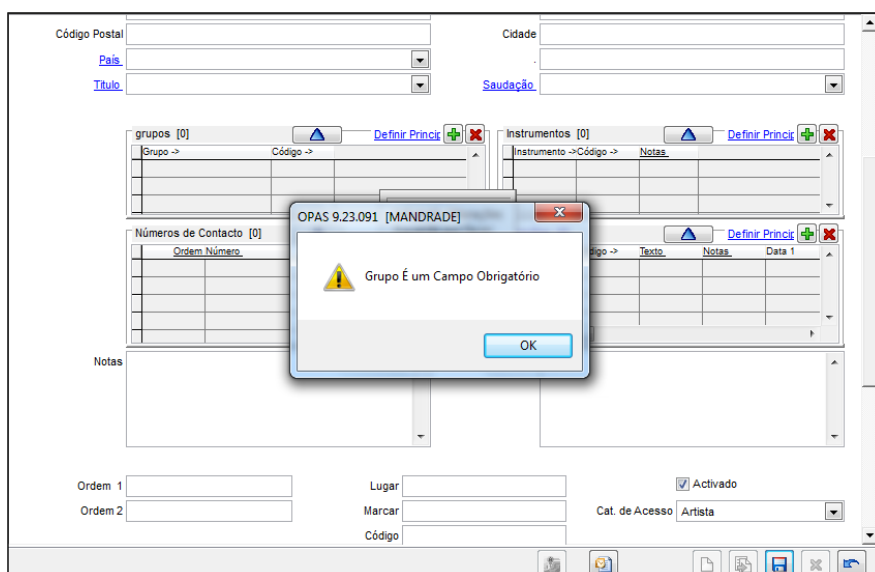 Código Postal Cidade
País .
Titulo Saudação
grupos [0] Definir Princip Instrumentos [0] Definir Princip
Grupo -> Código -> Instrumento -> Código -> Notas
OPAS 9.23.091 [MANDRADE]
Números de Contacto [0] Definir Princip
Ordem Número Texto Notas Data 1
Grupo É um Campo Obrigatório
OK
Notas
Ordem 1 Lugar Activado
Ordem 2 Marcar Cat. de Acesso Artista
Código